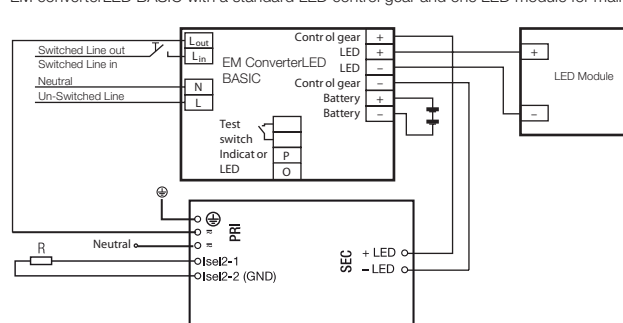 EM converterLED BASIC with a standard LED control gear and one LED module for
Switched Line out
Switched Line in
Neutral
Un-Switched Line
Lout
Lin
N
L
EM ConverterLED
BASIC
Control gear +
LED +
LED –
Control gear –
Battery +
Battery –
Test
switch
Indicator
LED
P
O
+
–
LED Module
Neutral
R
PRI
=
=
Isel2-1
Isel2-2 (GND)
SEC
+ LED
– LED